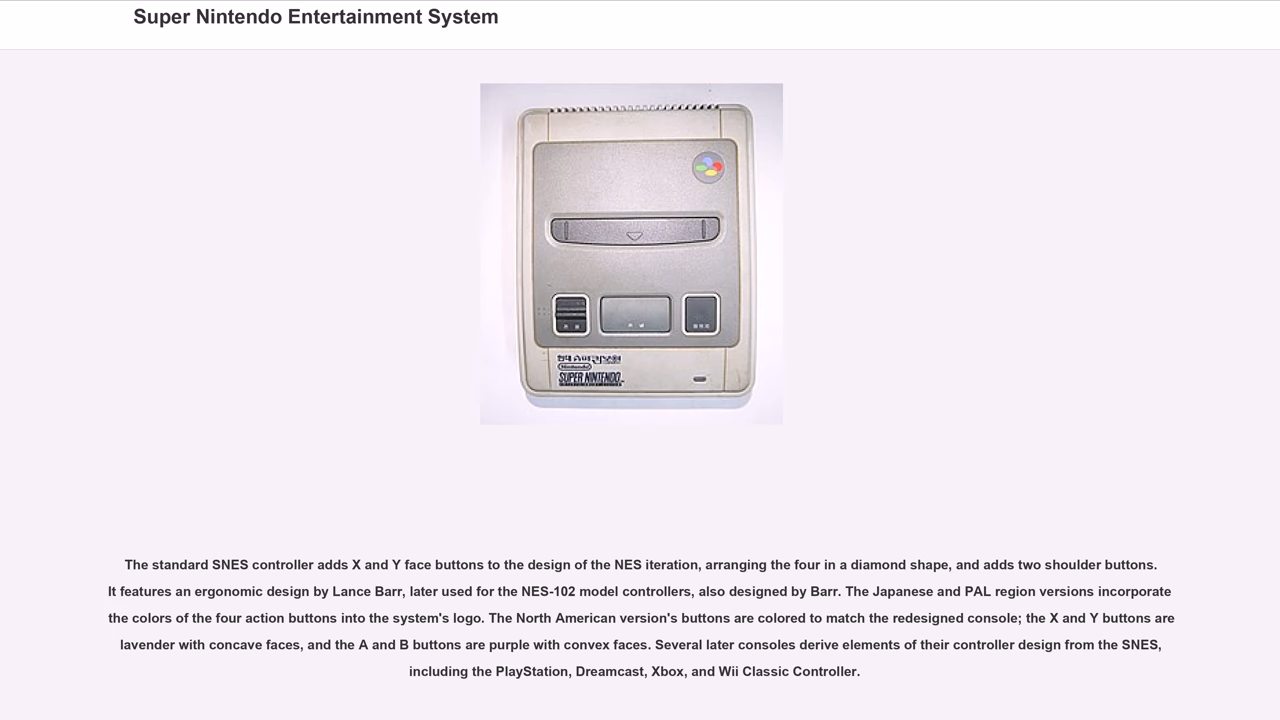 Super Nintendo Entertainment System
Nintendo
SUPER NINTENDO
The standard SNES controller adds X and Y face buttons to the design of the NES iteration, arranging the four in a diamond shape, and adds two shoulder buttons.
It features an ergonomic design by Lance Barr, later used for the NES-102 model controllers, also designed by Barr. The Japanese and PAL region versions incorporate
the colors of the four action buttons into the system's logo. The North American version's buttons are colored to match the redesigned console; the X and Y buttons are
lavender with concave faces, and the A and B buttons are purple with convex faces. Several later consoles derive elements of their controller design from the SNES,
including the PlayStation, Dreamcast, Xbox, and Wii Classic Controller.